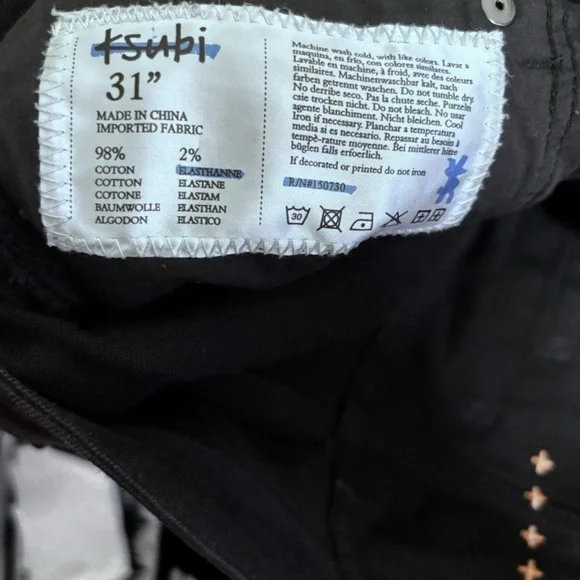 ksubi
31”
MADE IN CHINA
IMPORTED FABRIC
98% 2%
COTON ELASTHANNE
COTTON ELASTANE
COTONE ELASTAM
BAUMWOLLE ELASTHAN
ALGODON ELASTICO
Machine wash cold, with like colors. Lavar a
maquina, en frio, con colores similares.
Lavable en machine, à froid, avec des coleurs
similaires. Machinenwaschbar kalt, nach
farben getrennt waschen. Do not tumble dry.
No derribe seco. Pas la chute seche. Purzeln
csie trocken nicht. Do not bleach. No usar
agente blanchiment. Nicht bleichen. Cool
Iron if necessary. Planchar a temperatura
media si es necesario. Repassar au besoin à
tempè-rature moyenne. Bei mittlerer hitze
büglen falls erfoerlich.
If decorated or printed do not iron
R/N#150730
30